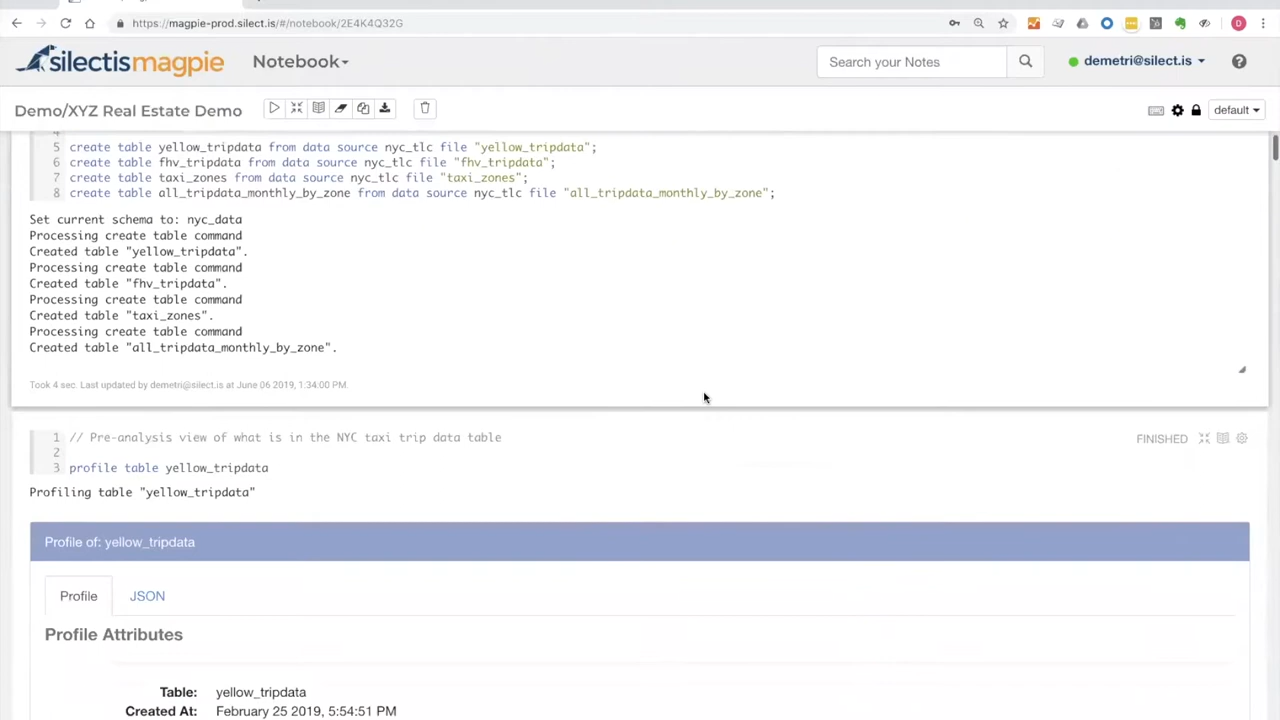 https://magpie-prod.silect.is/#/notebook/2E4K4Q32G
D
silectismagpie
Notebook
Search your Notes
demetri@silect.is
Demo/XYZ Real Estate Demo
default
5 create table yellow_tripdata from data source nyc_tlc file "yellow_tripdata";
6 create table fhv_tripdata from data source nyc_tlc file "fhv_tripdata";
7 create table taxi_zones from data source nyc_tlc file "taxi_zones";
8 create table all_tripdata_monthly_by_zone from data source nyc_tlc file "all_tripdata_monthly_by_zone";
Set current schema to: nyc_data
Processing create table command
Created table "yellow_tripdata".
Processing create table command
Created table "fhv_tripdata".
Processing create table command
Created table "taxi_zones".
Processing create table command
Created table "all_tripdata_monthly_by_zone".
Took 4 sec. Last updated by demetri@silect.is at June 06 2019, 1:34:00 PM.
1 // Pre-analysis view of what is in the NYC taxi trip data table
FINISHED
2
3 profile table yellow_tripdata
Profiling table "yellow_tripdata"
Profile of: yellow_tripdata
Profile JSON
Profile Attributes
Table: yellow_tripdata
Created At: February 25 2019, 5:54:51 PM